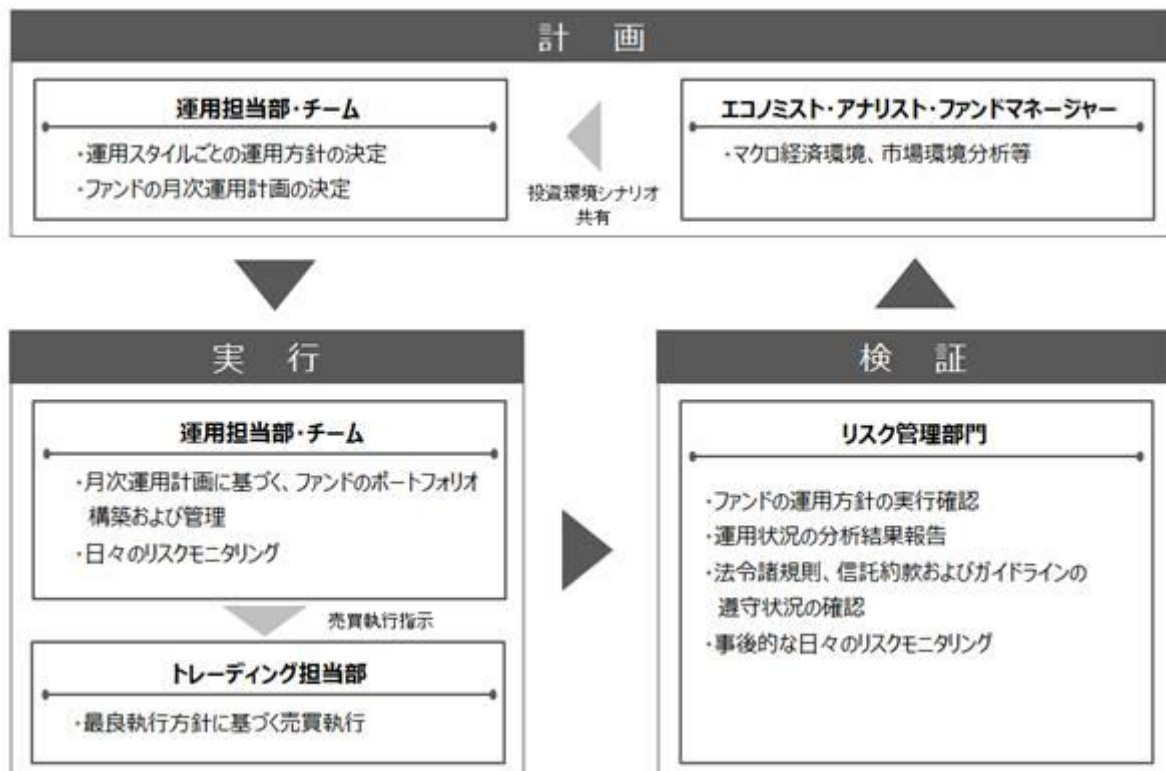 計 画
運用担当部・チーム
・運用スタイルごとの運用方針の決定
・ファンドの月次運用計画の決定
投資環境シナリオ
共有
エコノミスト・アナリスト・ファンドマネージャー
・マクロ経済環境、市場環境分析等
実 行
運用担当部・チーム
・月次運用計画に基づく、ファンドのポートフォリオ
構築および管理
・日々のリスクモニタリング
売買執行指示
トレーディング担当部
・最良執行方針に基づく売買執行
検 証
リスク管理部門
・ファンドの運用方針の実行確認
・運用状況の分析結果報告
・法令諸規則、信託約款およびガイドラインの
遵守状況の確認
・事後的な日々のリスクモニタリング